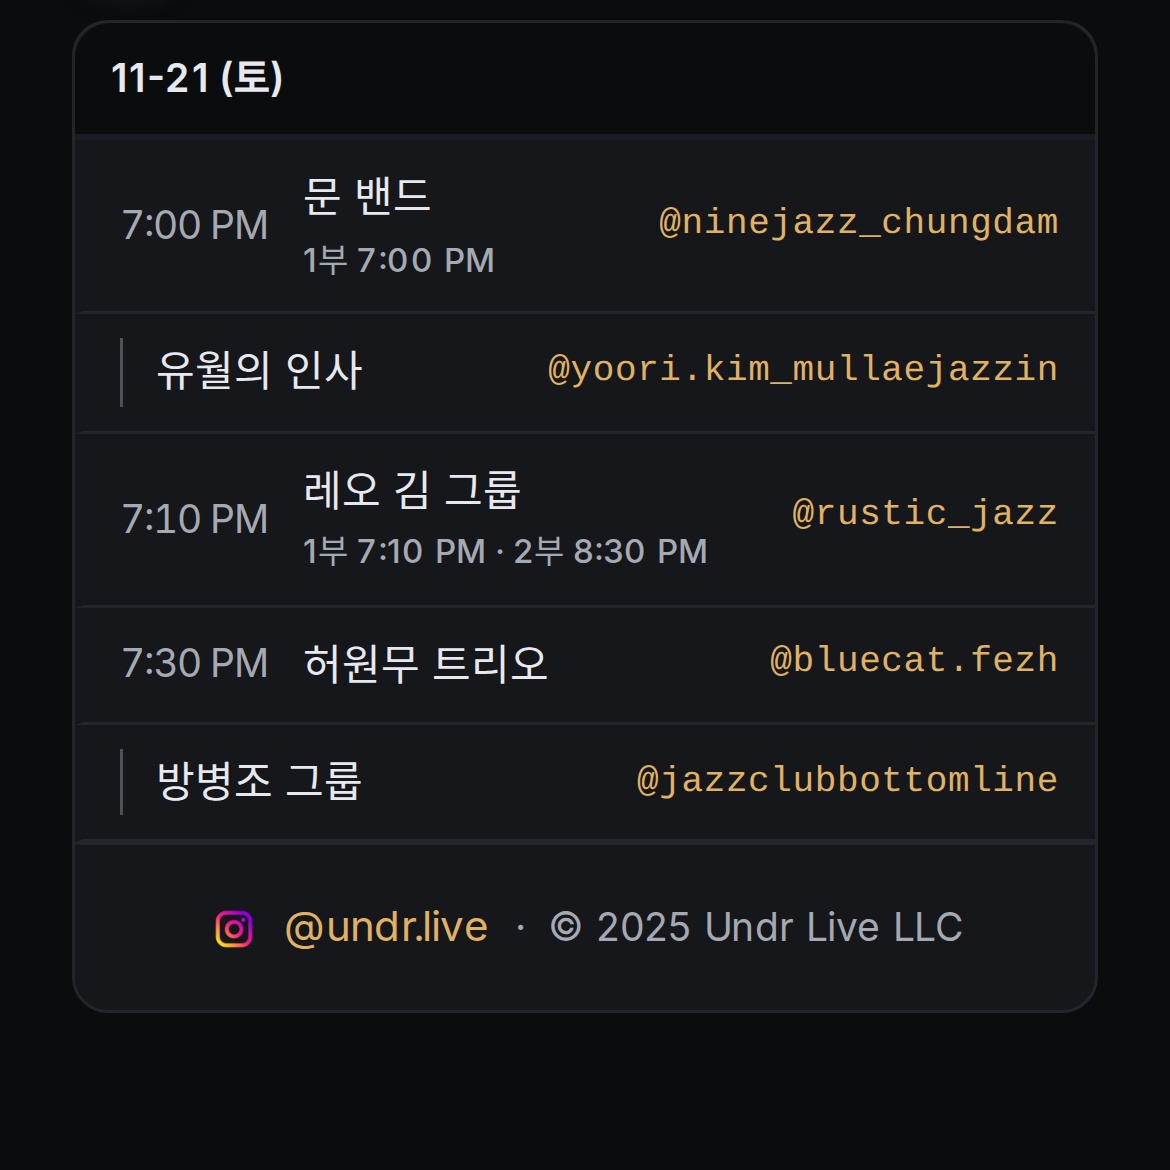 11-21 (토)
7:00 PM 문 밴드 @ninejazz_chungdam
1부 7:00 PM
유월의 인사 @yoori.kim_mullaejazzin
7:10 PM 레오 김 그룹 @rustic_jazz
1부 7:10 PM · 2부 8:30 PM
7:30 PM 허원무 트리오 @bluecat.fezh
방병조 그룹 @jazzclubbottomline
@undr.live · © 2025 Undr Live LLC